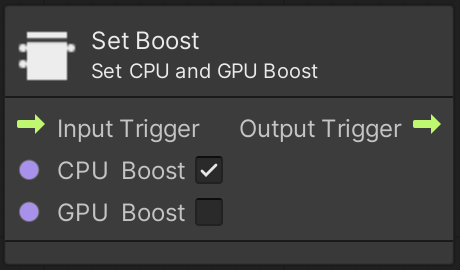 Set Boost
Set CPU and GPU Boost
Input Trigger Output Trigger
CPU Boost
GPU Boost